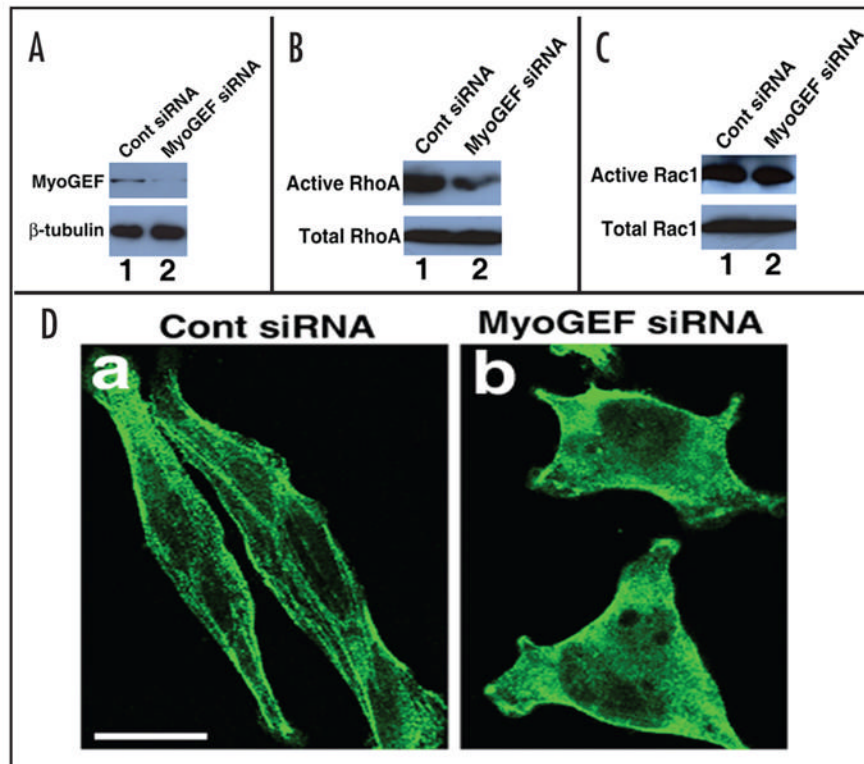 A
Cont siRNA
MyoGEF siRNA
MyoGEF
β-tubulin
1 2
B
Cont siRNA
MyoGEF siRNA
Active RhoA
Total RhoA
1 2
C
Cont siRNA
MyoGEF siRNA
Active Rac1
Total Rac1
1 2
D
Cont siRNA
MyoGEF siRNA
a
b